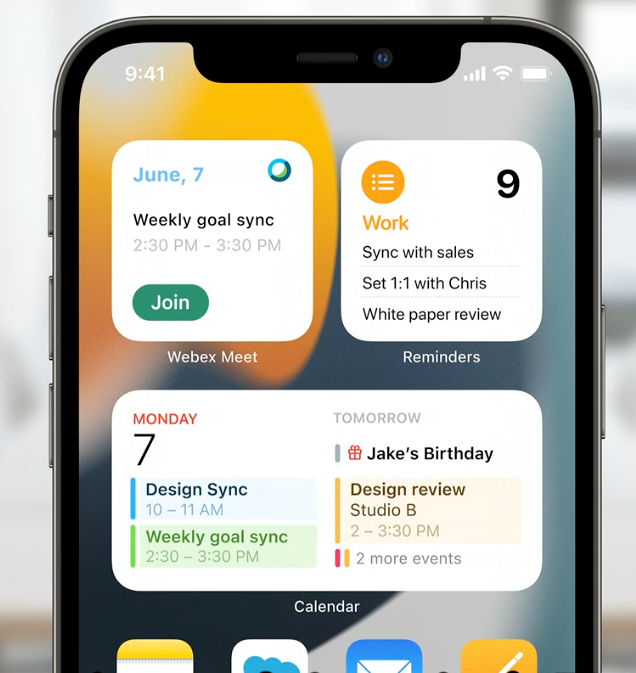 9:41
June, 7
Weekly goal sync
2:30 PM - 3:30 PM
Join
Webex Meet
9
Work
Sync with sales
Set 1:1 with Chris
White paper review
Reminders
MONDAY
7
Design Sync
10 – 11 AM
Weekly goal sync
2:30 – 3:30 PM
TOMORROW
Jake’s Birthday
Design review
Studio B
2 – 3:30 PM
2 more events
Calendar